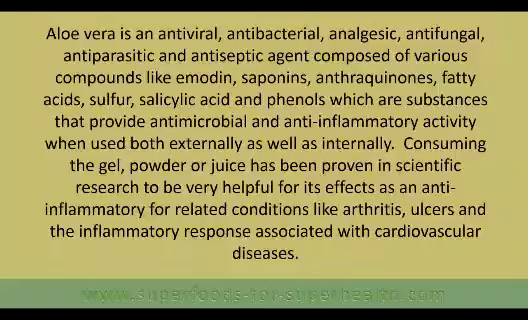 Aloe vera is an antiviral, antibacterial, analgesic, antifungal,
antiparasitic and antiseptic agent composed of various
compounds like emodin, saponins, anthraquinones, fatty
acids, sulfur, salicylic acid and phenols which are substances
that provide antimicrobial and anti-inflammatory activity
when used both externally as well as internally.  Consuming
the gel, powder or juice has been proven in scientific
research to be very helpful for its effects as an anti-
inflammatory for related conditions like arthritis, ulcers and
the inflammatory response associated with cardiovascular
diseases.
www.superfoods-for-superhealth.com